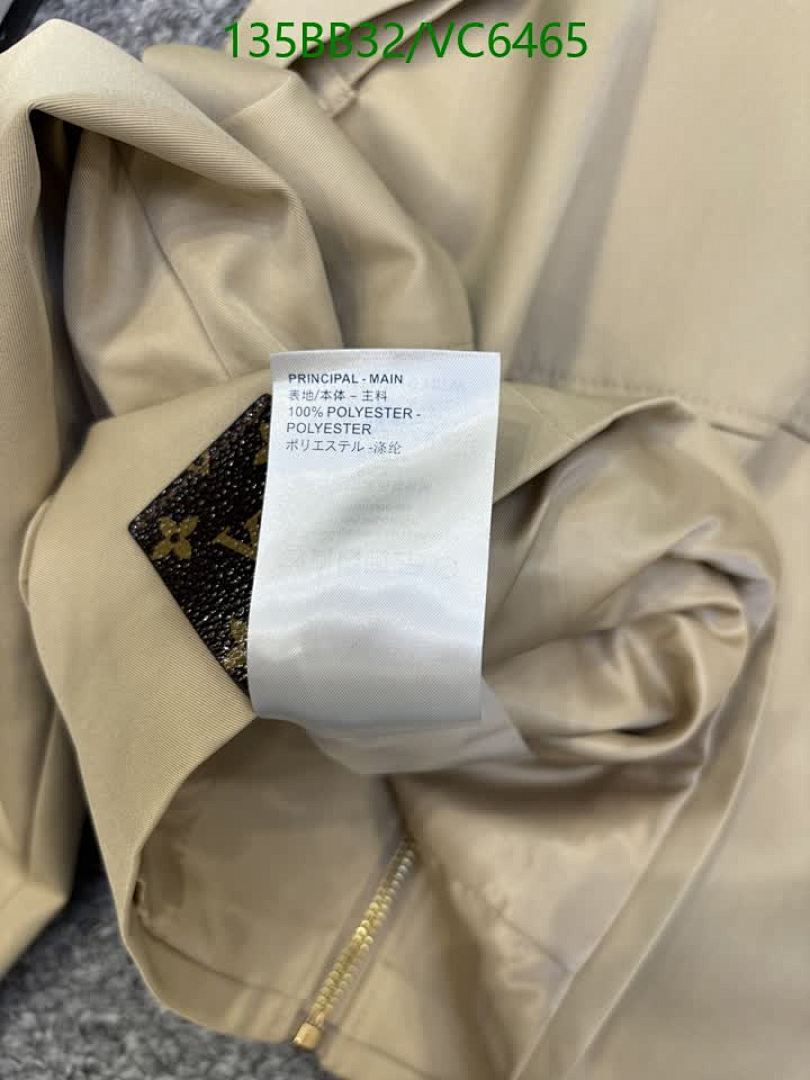 135BB32/VC6465
PRINCIPAL - MAIN
表地/本体 – 主料
100% POLYESTER -
POLYESTER
ポリエステル -涤纶